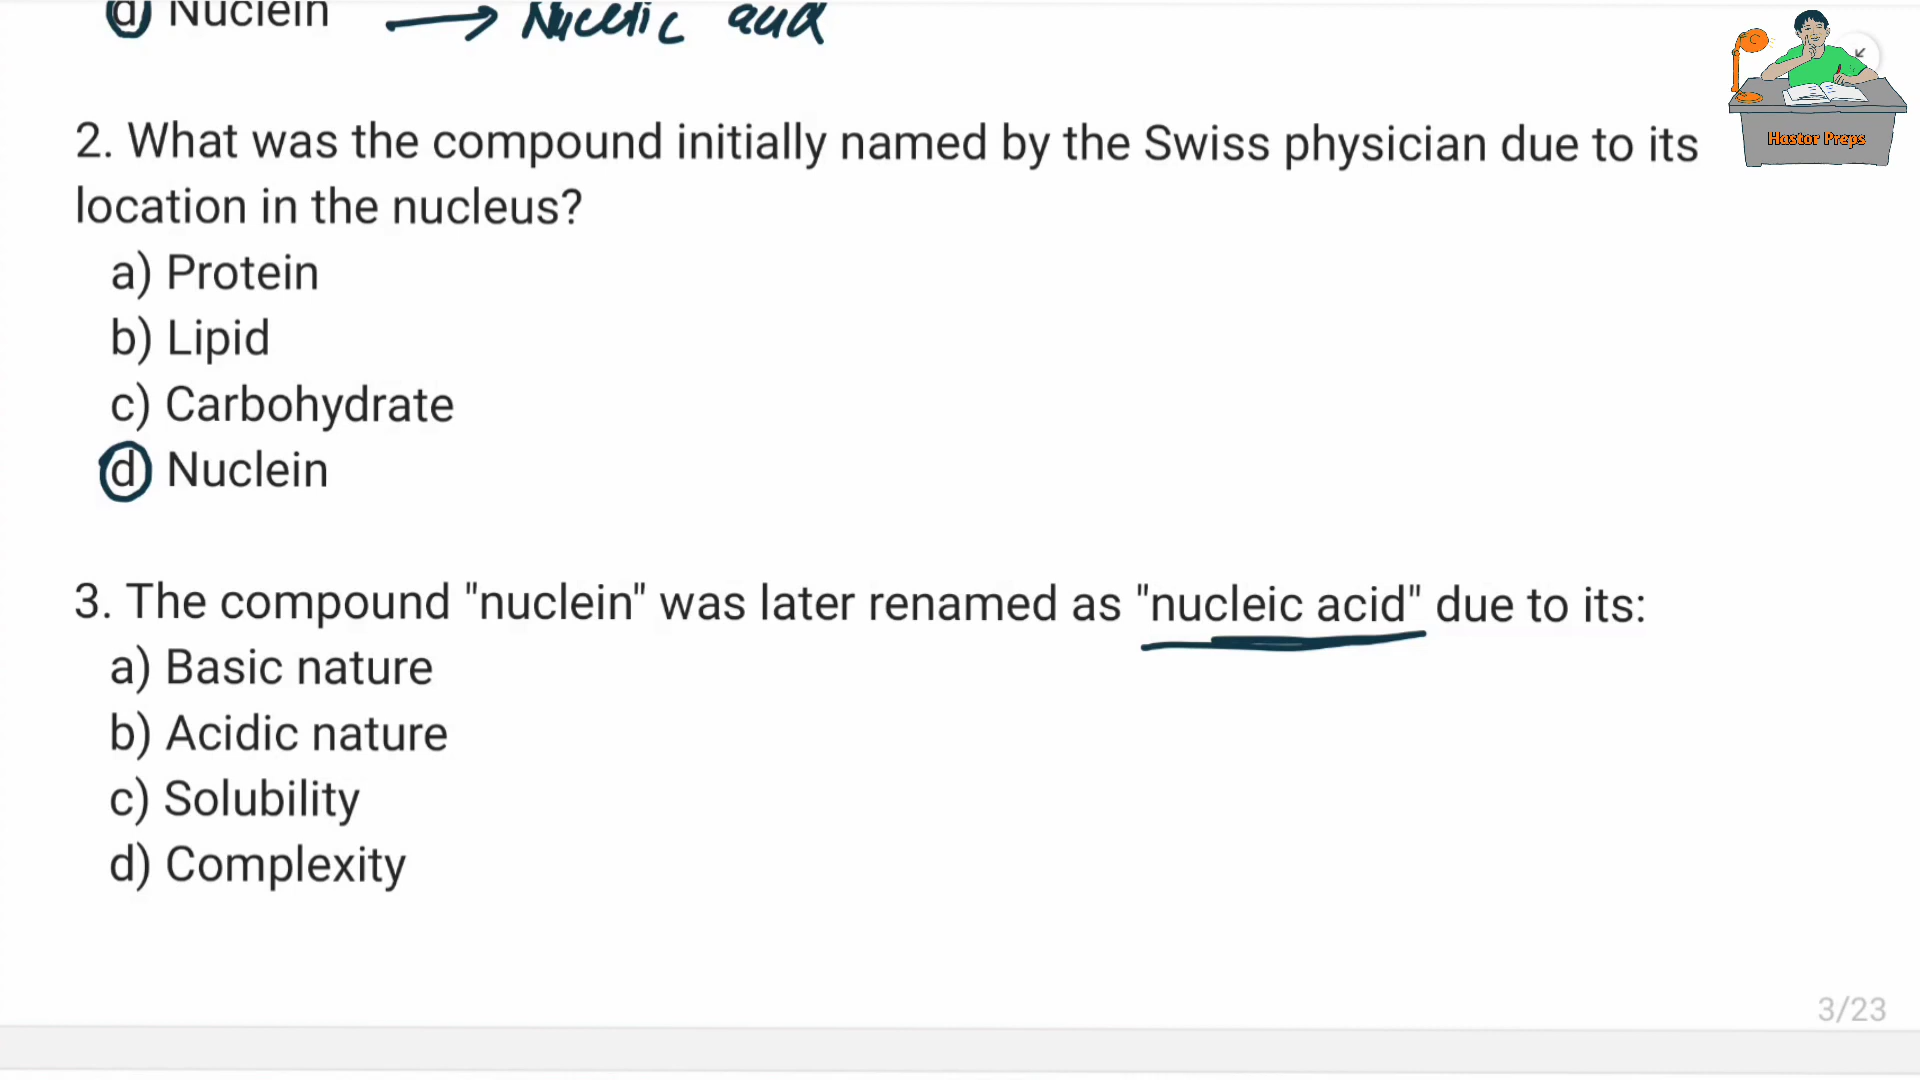 d) Nuclein → Nucleic acid
Hastor Preps
2. What was the compound initially named by the Swiss physician due to its
location in the nucleus?
a) Protein
b) Lipid
c) Carbohydrate
d) Nuclein
3. The compound "nuclein" was later renamed as "nucleic acid" due to its:
a) Basic nature
b) Acidic nature
c) Solubility
d) Complexity
3/23